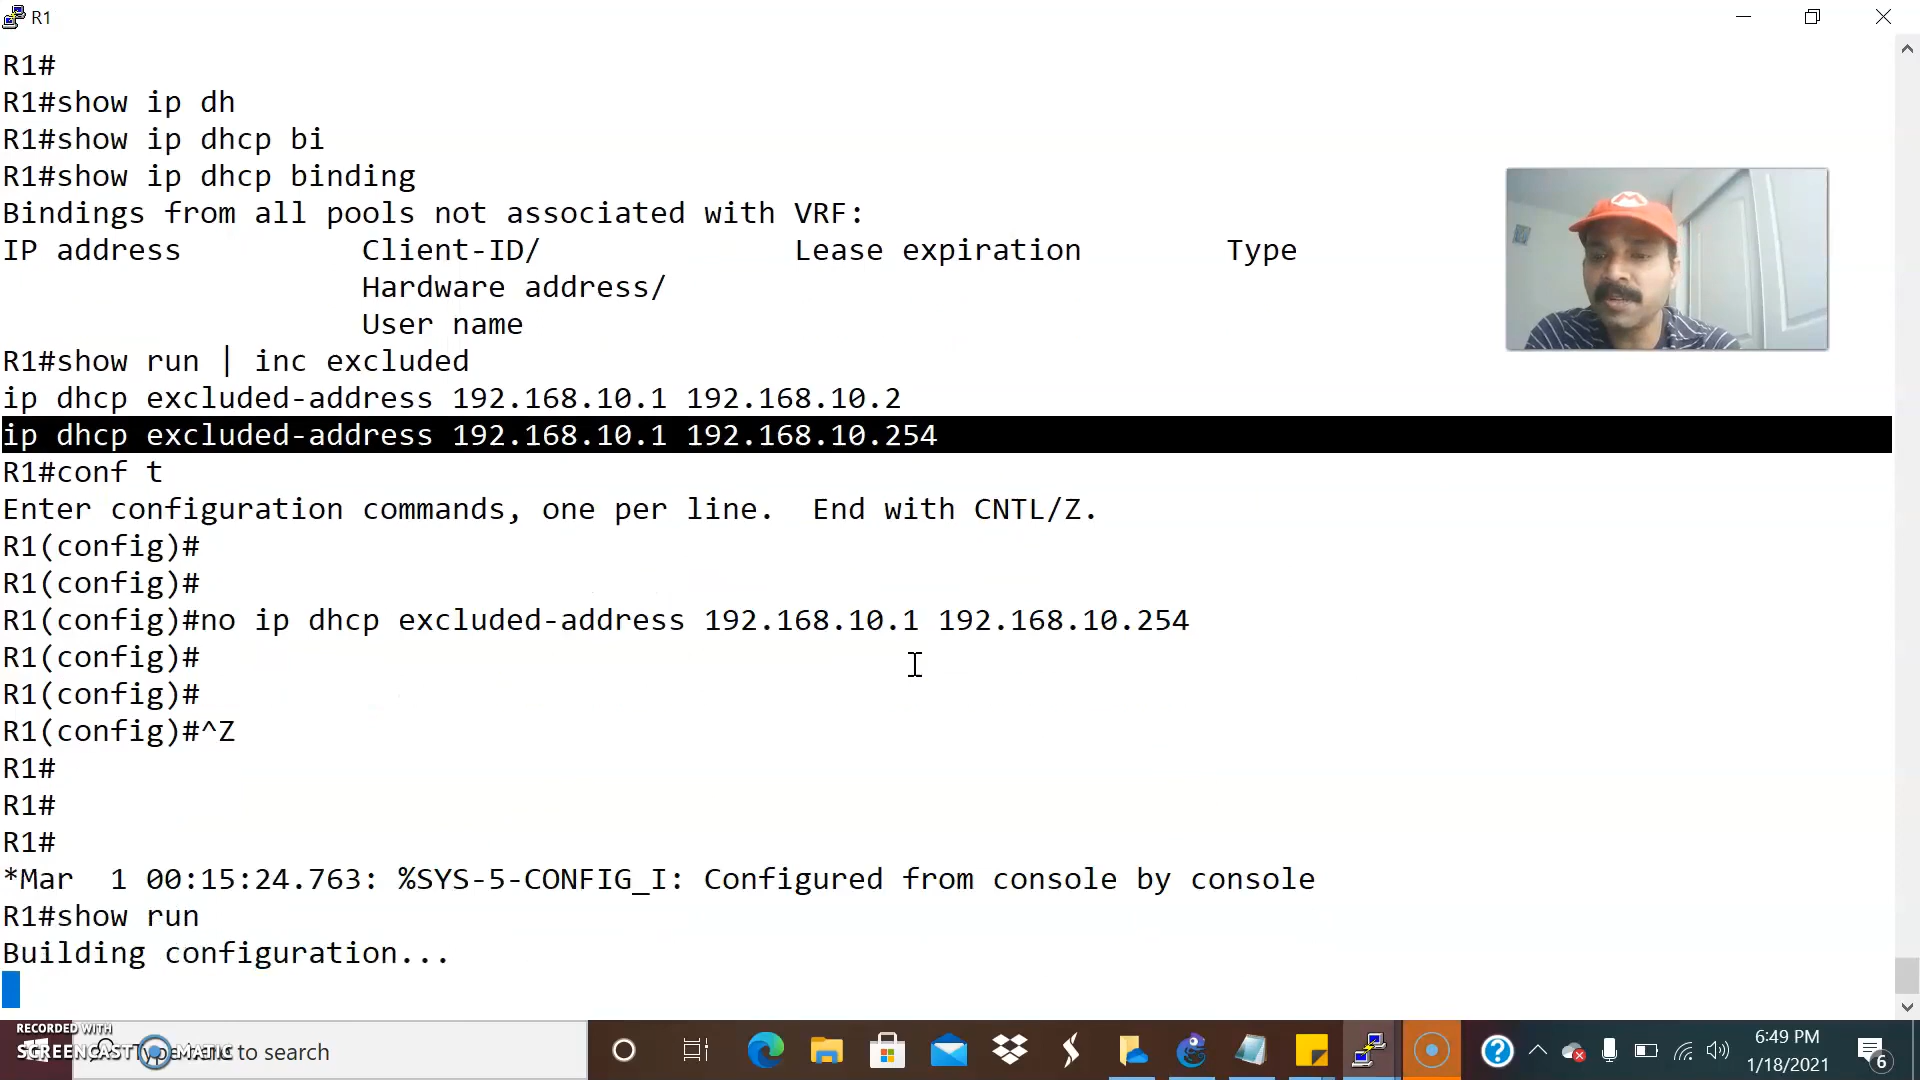 R1
R1#
R1#show ip dh
R1#show ip dhcp bi
R1#show ip dhcp binding
Bindings from all pools not associated with VRF:
IP address          Client-ID/              Lease expiration        Type
Hardware address/
User name
R1#show run | inc excluded
ip dhcp excluded-address 192.168.10.1 192.168.10.2
ip dhcp excluded-address 192.168.10.1 192.168.10.254
R1#conf t
Enter configuration commands, one per line.  End with CNTL/Z.
R1(config)#
R1(config)#
R1(config)#no ip dhcp excluded-address 192.168.10.1 192.168.10.254
R1(config)#
R1(config)#
R1(config)#^Z
R1#
R1#
R1#
*Mar  1 00:15:24.763: %SYS-5-CONFIG_I: Configured from console by console
R1#show run
Building configuration...
RECORDED WITH
SCREENCAST MATIC
Type here to search
6:49 PM
1/18/2021
6